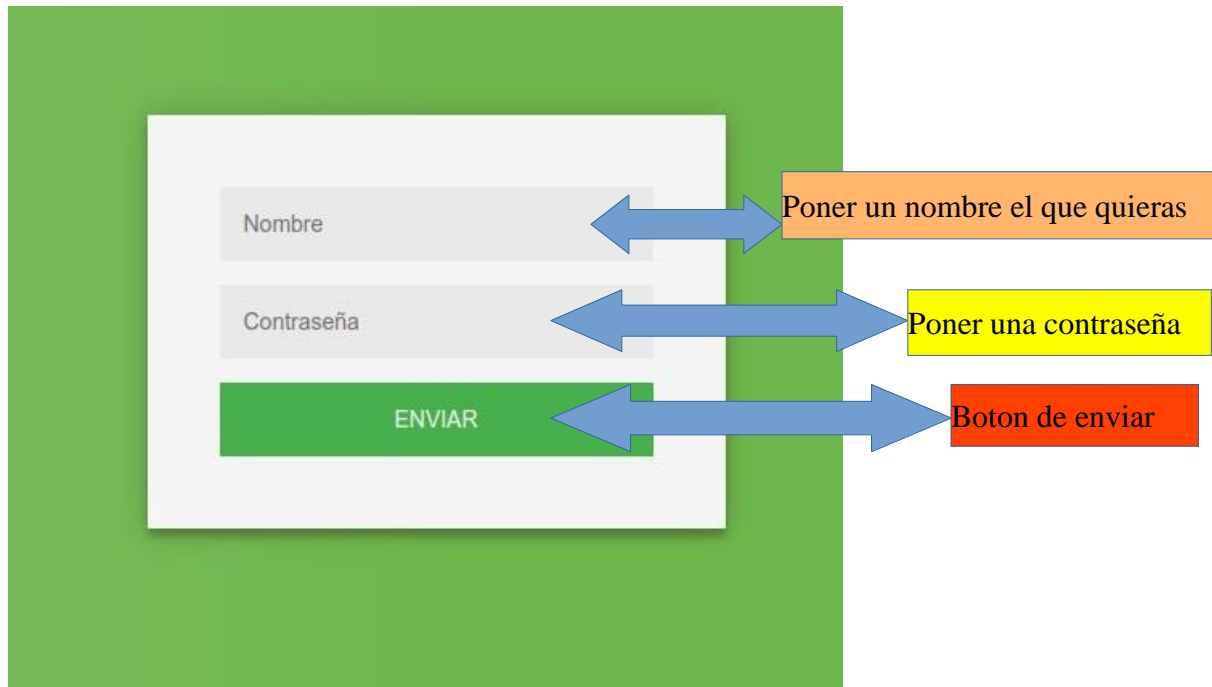 Nombre
Poner un nombre el que quieras
Contraseña
Poner una contraseña
ENVIAR
Boton de enviar